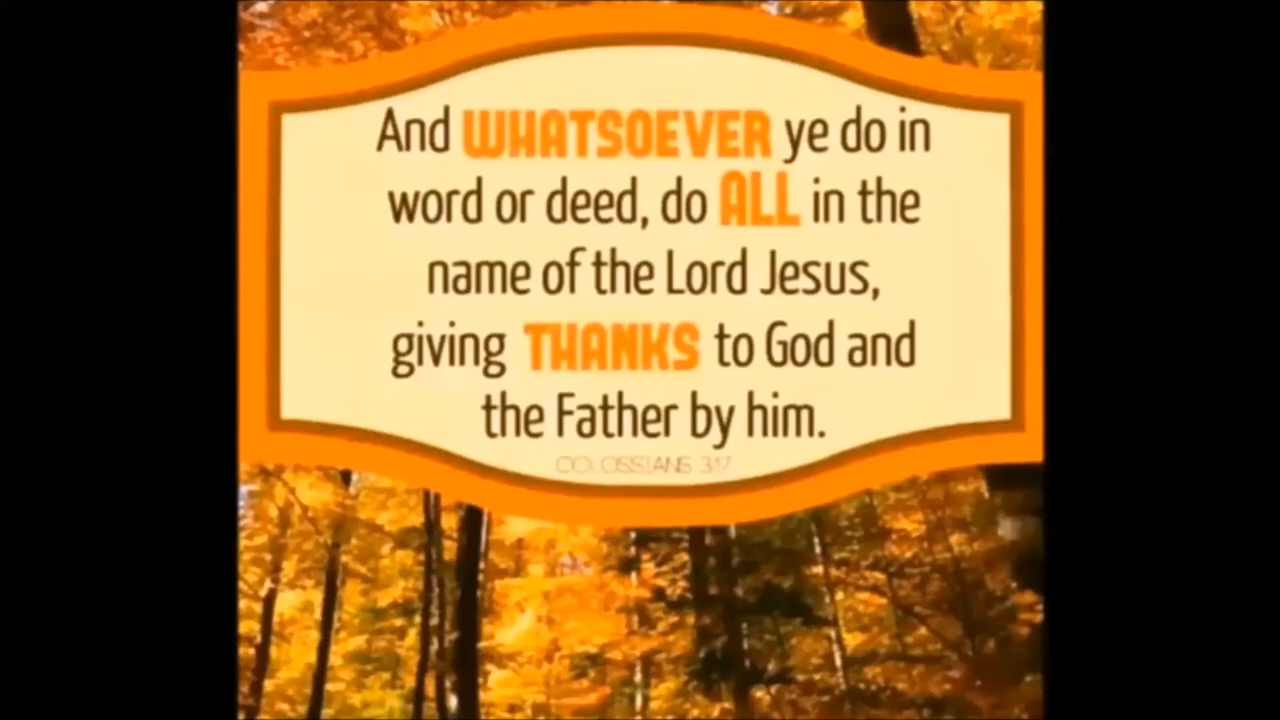 And WHATSOEVER ye do in
word or deed, do ALL in the
name of the Lord Jesus,
giving THANKS to God and
the Father by him.
COLOSSIANS 3:17